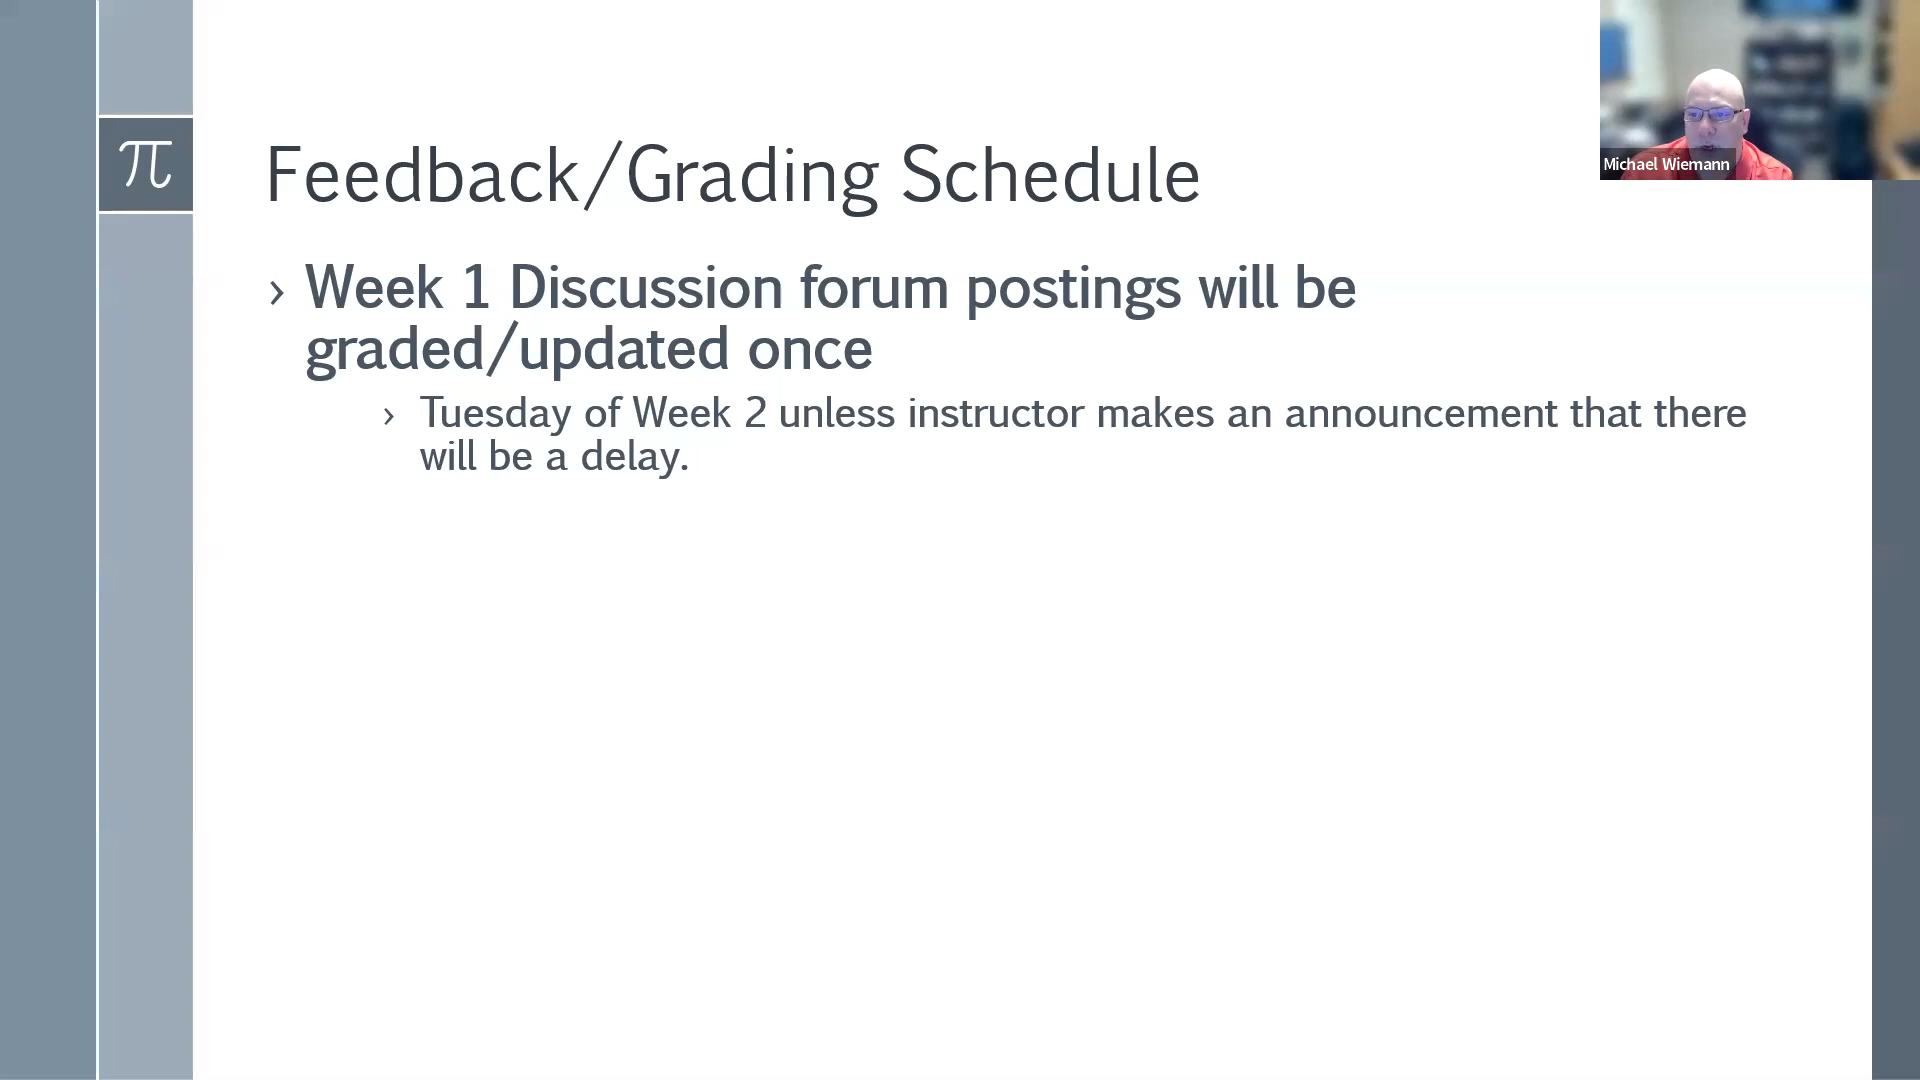 Michael Wiemann
π
Feedback/Grading Schedule
› Week 1 Discussion forum postings will be
graded/updated once
› Tuesday of Week 2 unless instructor makes an announcement that there
will be a delay.